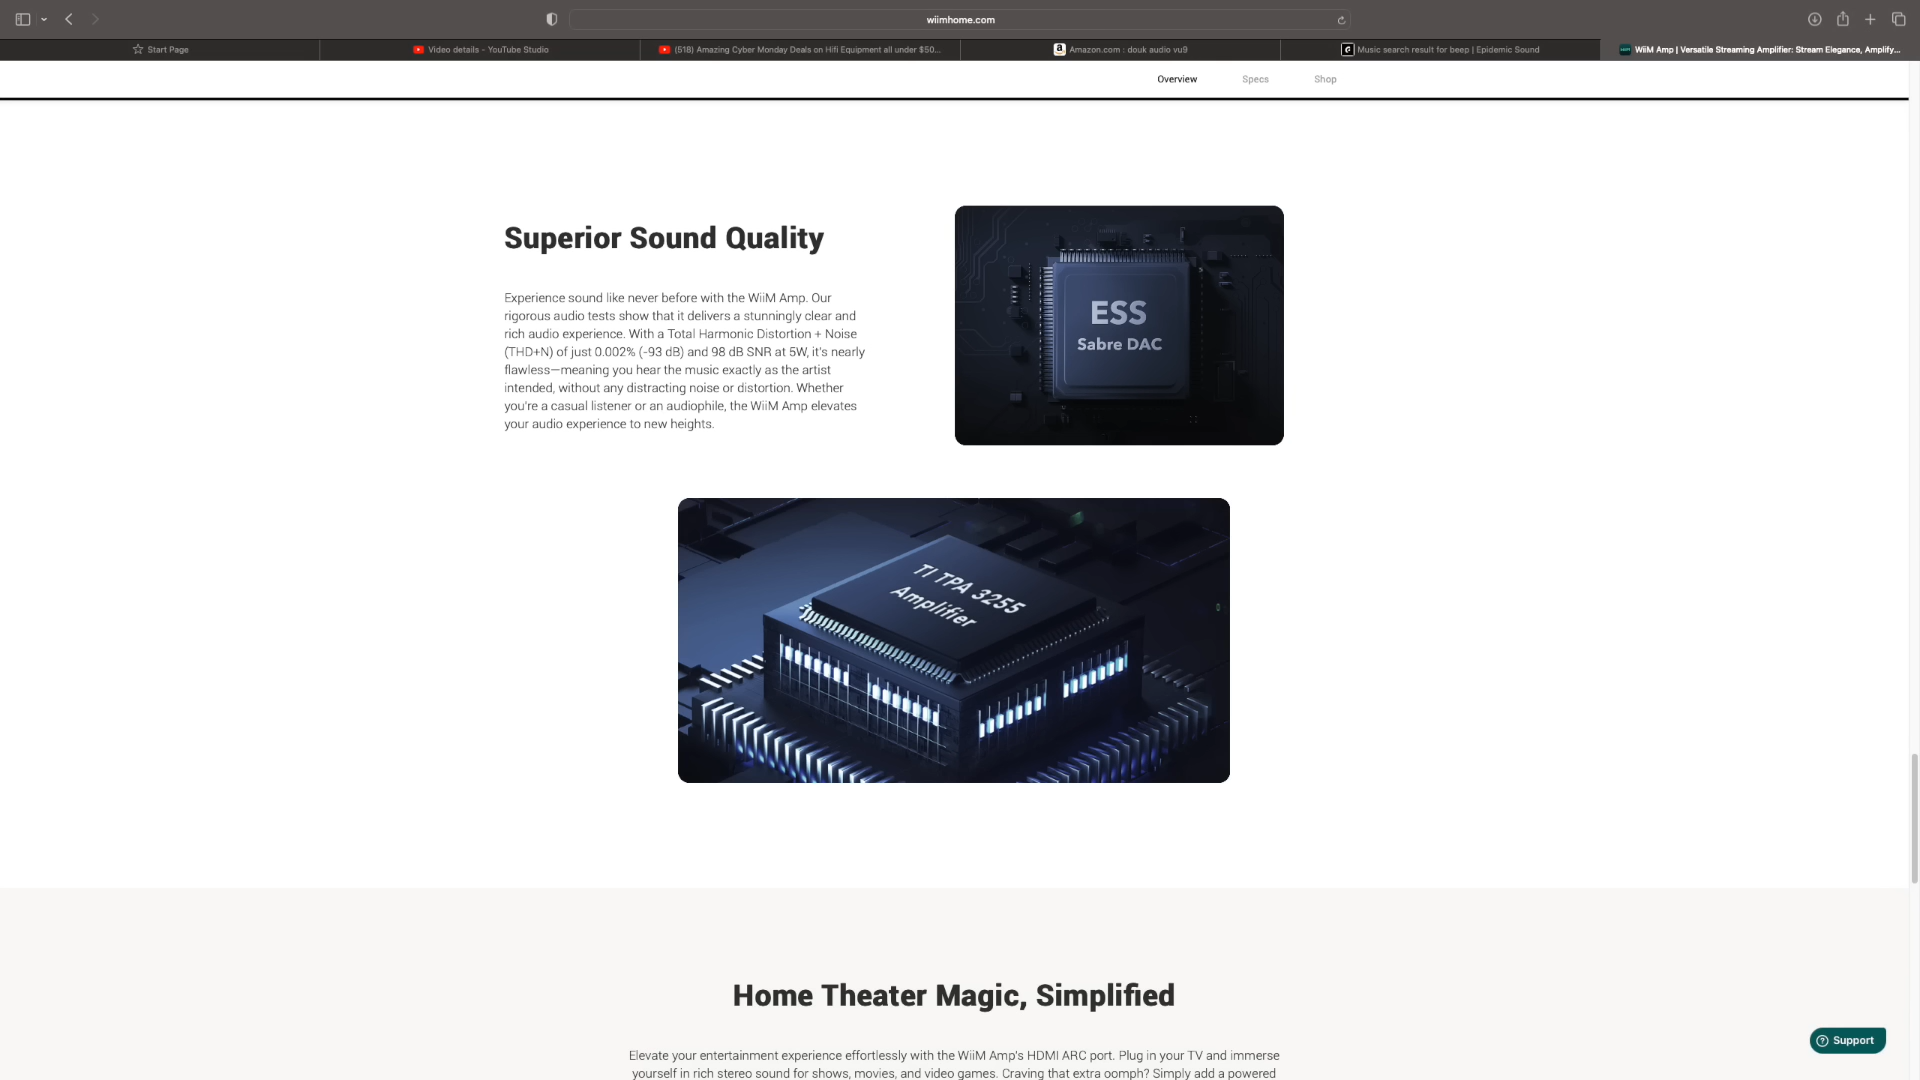 wiimhome.com
Start Page
Video details - YouTube Studio
(518) Amazing Cyber Monday Deals on Hifi Equipment all under $50...
Amazon.com : douk audio vu9
Music search result for beep | Epidemic Sound
WiiM Amp | Versatile Streaming Amplifier: Stream Elegance, Amplify...
Overview
Specs
Shop
Superior Sound Quality
Experience sound like never before with the WiiM Amp. Our
rigorous audio tests show that it delivers a stunningly clear and
rich audio experience. With a Total Harmonic Distortion + Noise
(THD+N) of just 0.002% (-93 dB) and 98 dB SNR at 5W, it's nearly
flawless—meaning you hear the music exactly as the artist
intended, without any distracting noise or distortion. Whether
you're a casual listener or an audiophile, the WiiM Amp elevates
your audio experience to new heights.
ESS
Sabre DAC
TI TPA 3255
Amplifier
Home Theater Magic, Simplified
Elevate your entertainment experience effortlessly with the WiiM Amp's HDMI ARC port. Plug in your TV and immerse
yourself in rich stereo sound for shows, movies, and video games. Craving that extra oomph? Simply add a powered
Support